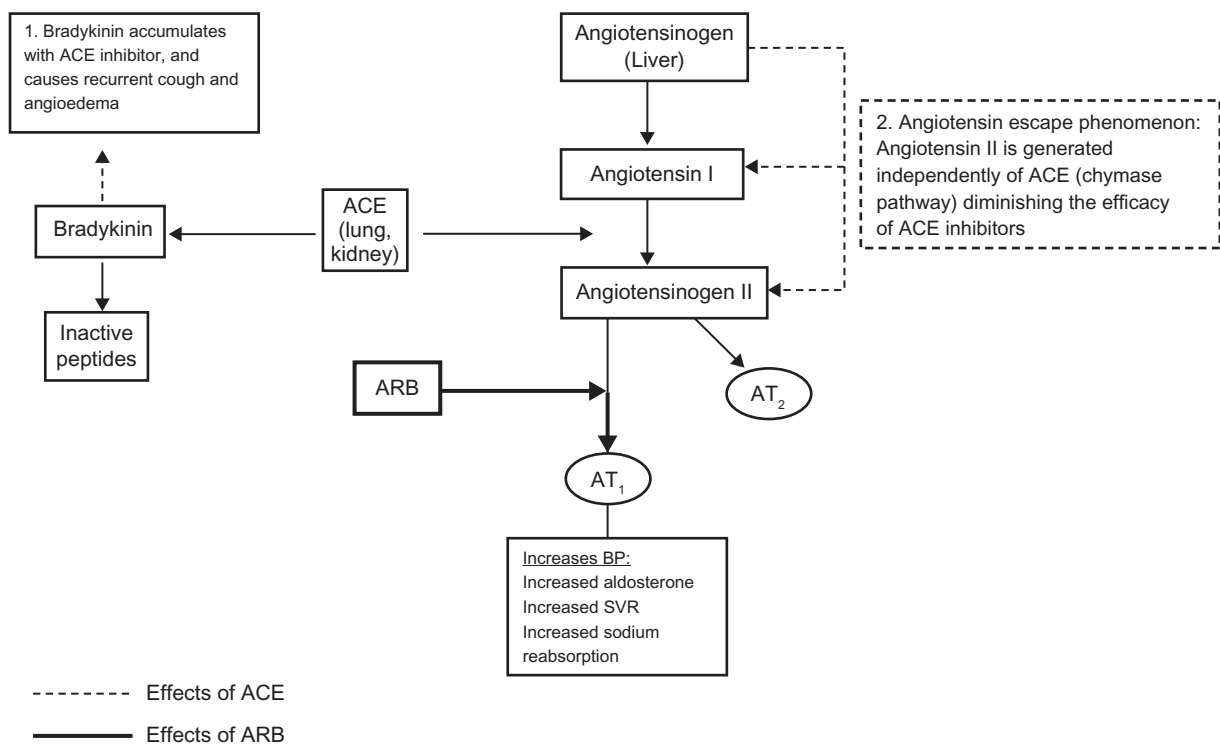 1. Bradykinin accumulates
with ACE inhibitor, and
causes recurrent cough and
angioedema
Angiotensinogen
(Liver)
2. Angiotensin escape phenomenon:
Angiotensin II is generated
independently of ACE (chymase
pathway) diminishing the efficacy
of ACE inhibitors
Angiotensin I
Bradykinin
ACE
(lung,
kidney)
Angiotensinogen II
Inactive
peptides
ARB
AT2
AT1
Increases BP:
Increased aldosterone
Increased SVR
Increased sodium
reabsorption
Effects of ACE
Effects of ARB